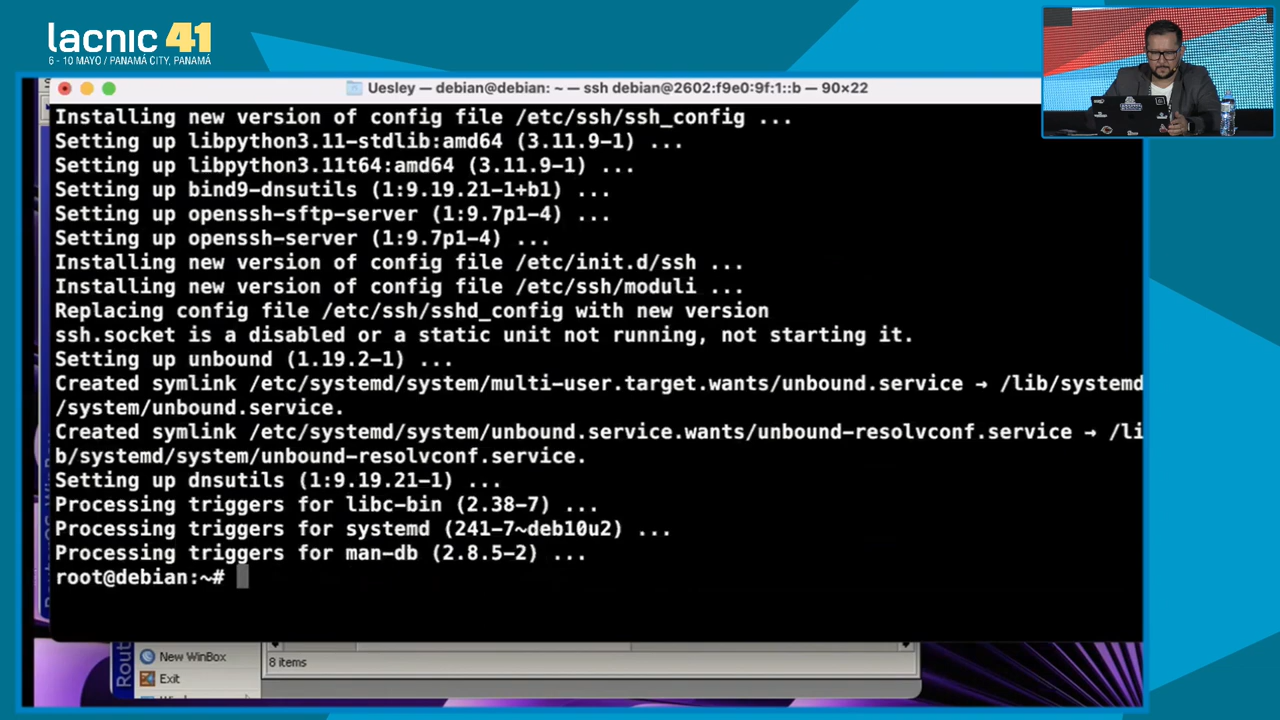 lacnic 41
6 - 10 MAYO / PANAMÁ CITY, PANAMÁ
Uesley — debian@debian: ~ — ssh debian@2602:f9e0:9f:1::b — 90×22
Installing new version of config file /etc/ssh/ssh_config ...
Setting up libpython3.11-stdlib:amd64 (3.11.9-1) ...
Setting up libpython3.11t64:amd64 (3.11.9-1) ...
Setting up bind9-dnsutils (1:9.19.21-1+b1) ...
Setting up openssh-sftp-server (1:9.7p1-4) ...
Setting up openssh-server (1:9.7p1-4) ...
Installing new version of config file /etc/init.d/ssh ...
Installing new version of config file /etc/ssh/moduli ...
Replacing config file /etc/ssh/sshd_config with new version
ssh.socket is a disabled or a static unit not running, not starting it.
Setting up unbound (1.19.2-1) ...
Created symlink /etc/systemd/system/multi-user.target.wants/unbound.service → /lib/systemd
/system/unbound.service.
Created symlink /etc/systemd/system/unbound.service.wants/unbound-resolvconf.service → /li
b/systemd/system/unbound-resolvconf.service.
Setting up dnsutils (1:9.19.21-1) ...
Processing triggers for libc-bin (2.38-7) ...
Processing triggers for systemd (241-7~deb10u2) ...
Processing triggers for man-db (2.8.5-2) ...
root@debian:~#
New WinBox
8 items
Exit